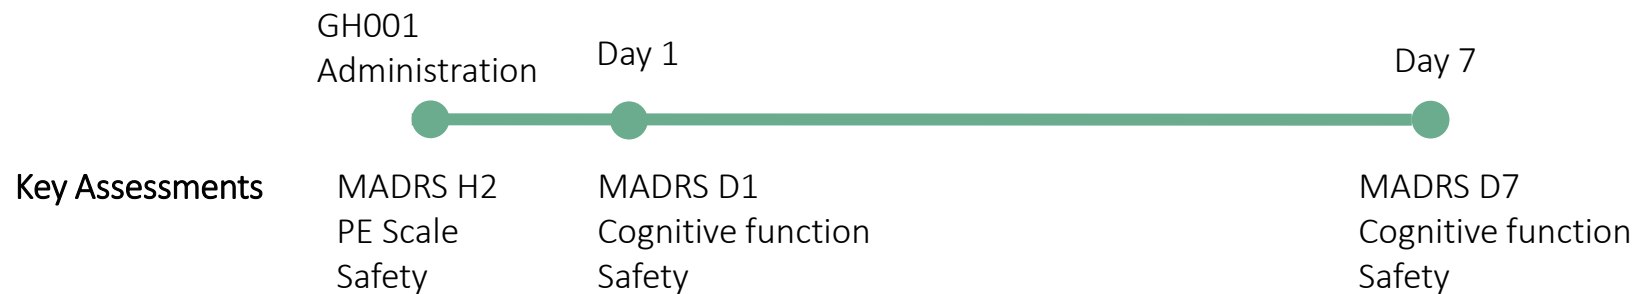 GH001
Administration
Day 1
Day 7
Key Assessments
MADRS H2
PE Scale
Safety
MADRS D1
Cognitive function
Safety
MADRS D7
Cognitive function
Safety